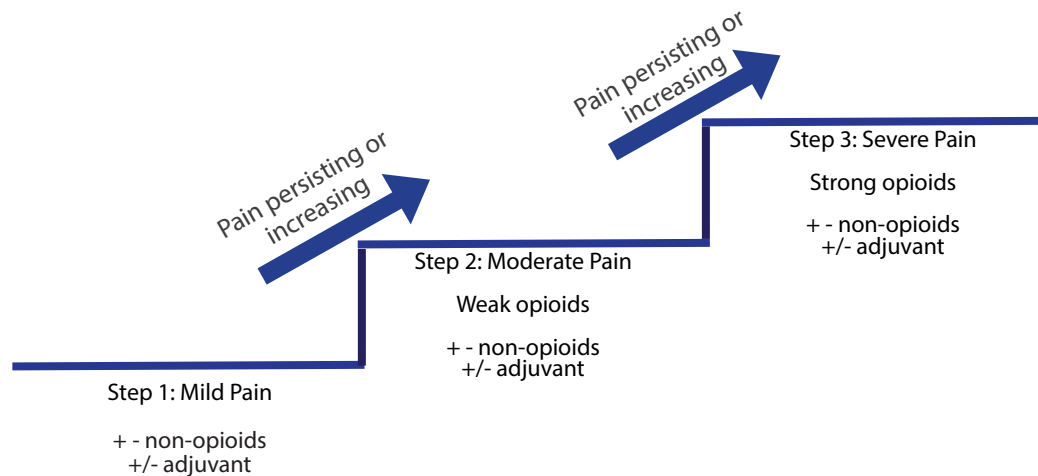 Pain persisting or
increasing
Step 1: Mild Pain
+ - non-opioids
+/- adjuvant
Pain persisting or
increasing
Step 2: Moderate Pain
Weak opioids
+ - non-opioids
+/- adjuvant
Step 3: Severe Pain
Strong opioids
+ - non-opioids
+/- adjuvant